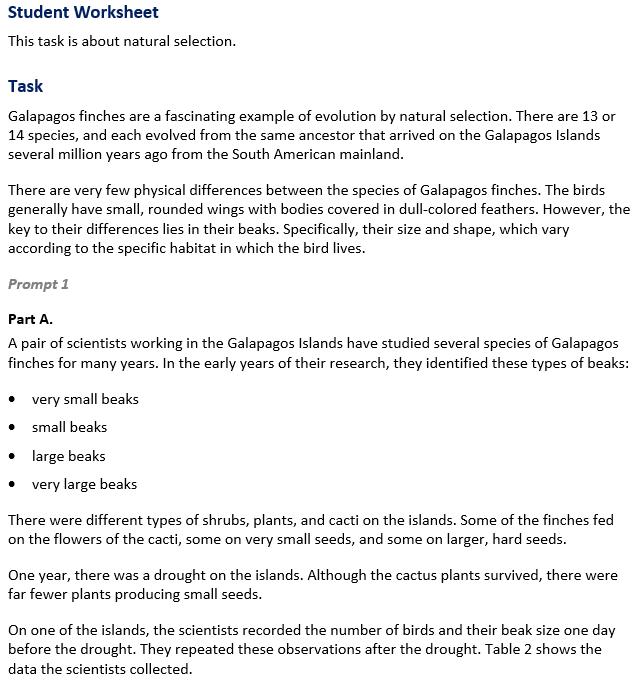 Student Worksheet
This task is about natural selection.
Task
Galapagos finches are a fascinating example of evolution by natural selection. There are 13 or
14 species, and each evolved from the same ancestor that arrived on the Galapagos Islands
several million years ago from the South American mainland.
There are very few physical differences between the species of Galapagos finches. The birds
generally have small, rounded wings with bodies covered in dull-colored feathers. However, the
key to their differences lies in their beaks. Specifically, their size and shape, which vary
according to the specific habitat in which the bird lives.
Prompt 1
Part A.
A pair of scientists working in the Galapagos Islands have studied several species of Galapagos
finches for many years. In the early years of their research, they identified these types of beaks:
• very small beaks
• small beaks
• large beaks
• very large beaks
There were different types of shrubs, plants, and cacti on the islands. Some of the finches fed
on the flowers of the cacti, some on very small seeds, and some on larger, hard seeds.
One year, there was a drought on the islands. Although the cactus plants survived, there were
far fewer plants producing small seeds.
On one of the islands, the scientists recorded the number of birds and their beak size one day
before the drought. They repeated these observations after the drought. Table 2 shows the
data the scientists collected.